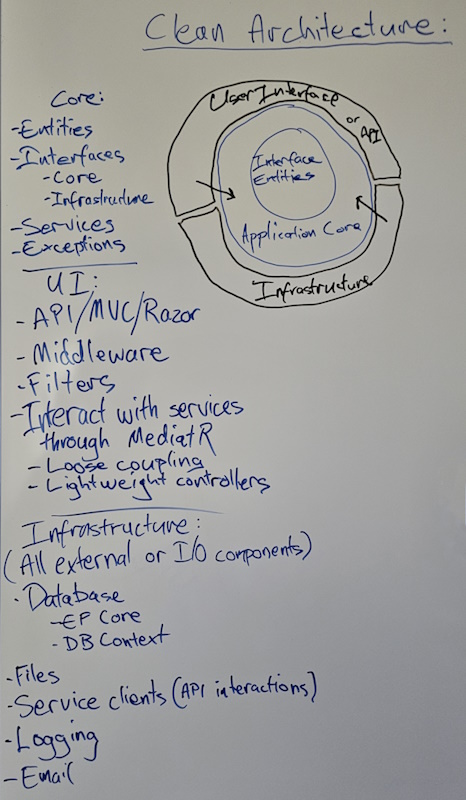 Clean Architecture:
Core:
-Entities
-Interfaces
-Core
-Infrastructure
-Services
-Exceptions
User Interface
or API
Interface
Entities
Application Core
Infrastructure
UI:
- API/MVC/Razor
- Middleware
-Filters
-Interact with services
through MediatR
- Loose coupling
- Lightweight controllers
Infrastructure:
(All external or I/O components)
· Database
-EF Core
- DB Context
-Files
-Service clients (API interactions)
-Logging
-Email